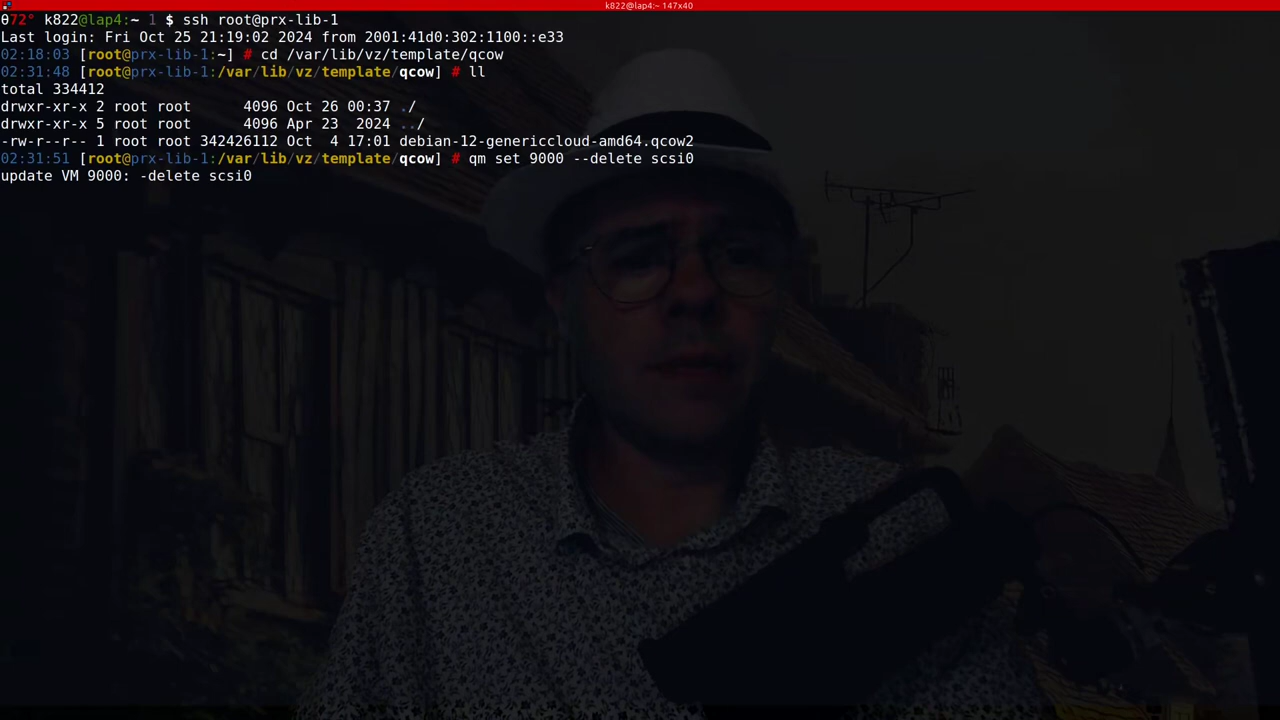 k822@lap4:~ 147x40
θ72° k822@lap4:~ 1 $ ssh root@prx-lib-1
Last login: Fri Oct 25 21:19:02 2024 from 2001:41d0:302:1100::e33
02:18:03 [root@prx-lib-1:~] # cd /var/lib/vz/template/qcow
02:31:48 [root@prx-lib-1:/var/lib/vz/template/qcow] # ll
total 334412
drwxr-xr-x 2 root root      4096 Oct 26 00:37 ./
drwxr-xr-x 5 root root      4096 Apr 23  2024 ../
-rw-r--r-- 1 root root 342426112 Oct  4 17:01 debian-12-genericcloud-amd64.qcow2
02:31:51 [root@prx-lib-1:/var/lib/vz/template/qcow] # qm set 9000 --delete scsi0
update VM 9000: -delete scsi0